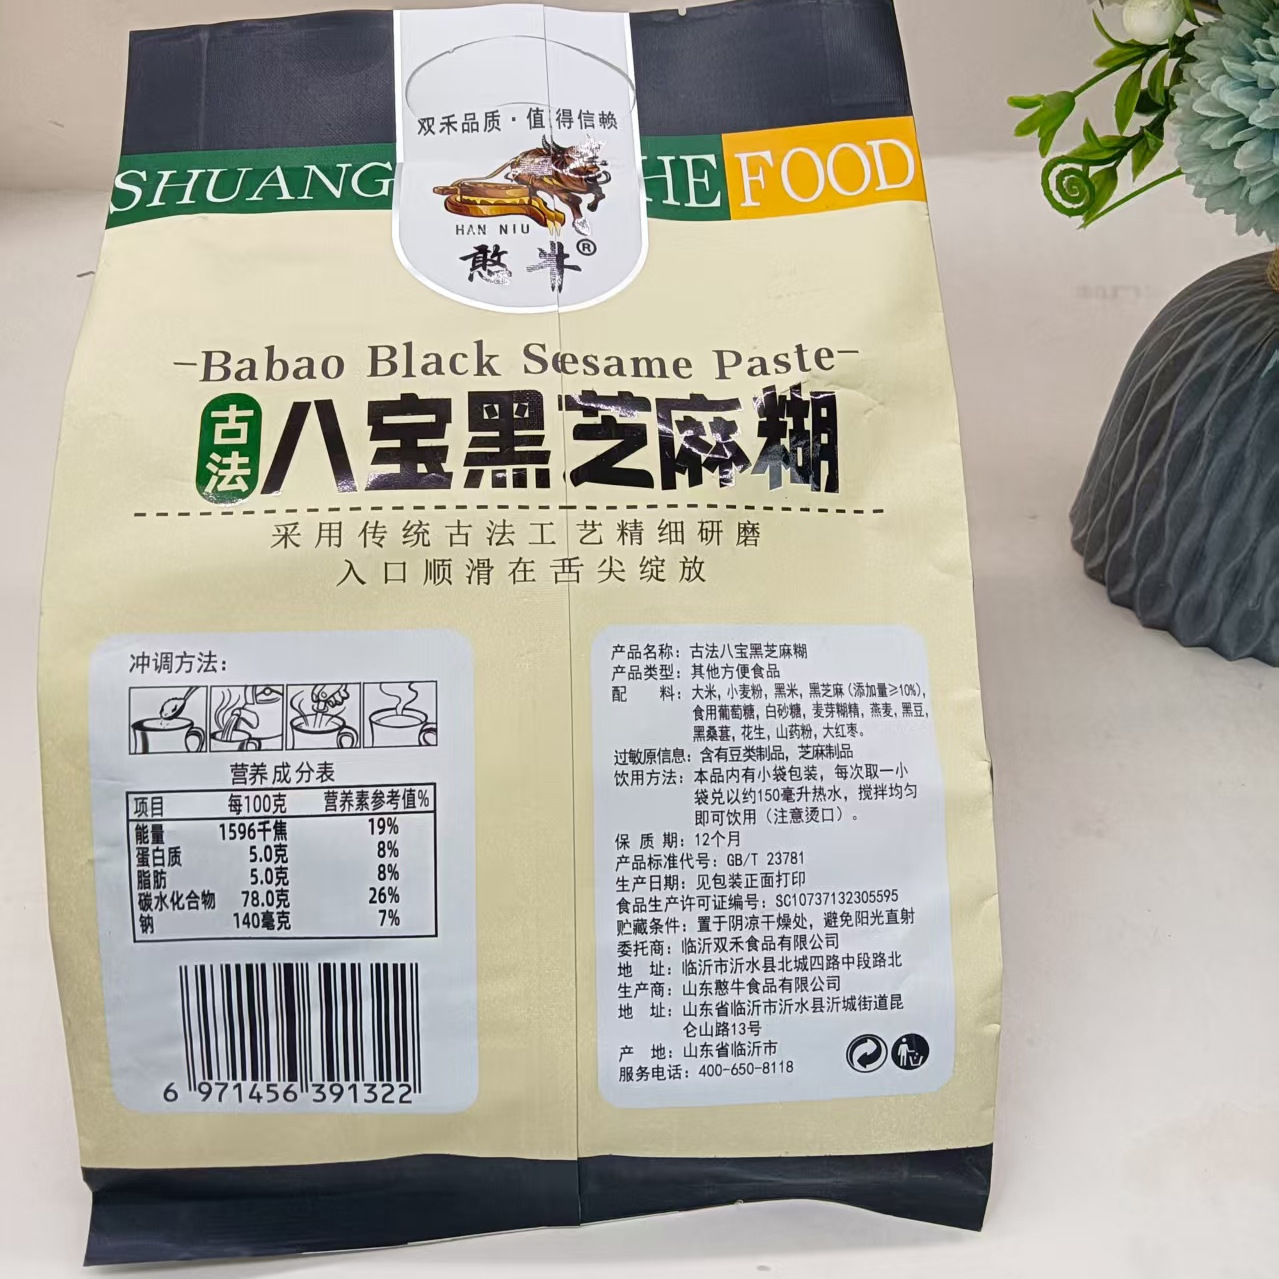 双禾品质·值得信赖
SHUANG HE FOOD
HAN NIU
憨牛®
-Babao Black Sesame Paste-
古法八宝黑芝麻糊
采用传统古法工艺精细研磨
入口顺滑在舌尖绽放
冲调方法：
营养成分表
项目 每100克 营养素参考值%
能量 1596千焦 19%
蛋白质 5.0克 8%
脂肪 5.0克 8%
碳水化合物 78.0克 26%
钠 140毫克 7%
6 971456 391322
产品名称：古法八宝黑芝麻糊
产品类型：其他方便食品
配 料：大米，小麦粉，黑米，黑芝麻（添加量≥10%），
食用葡萄糖，白砂糖，麦芽糊精，燕麦，黑豆，
黑桑葚，花生，山药粉，大红枣。
过敏原信息：含有豆类制品，芝麻制品
饮用方法：本品内有小袋包装，每次取一小
袋兑以约150毫升热水，搅拌均匀
即可饮用（注意烫口）。
保 质 期：12个月
产品标准代号：GB/T 23781
生产日期：见包装正面打印
食品生产许可证编号：SC10737132305595
贮藏条件：置于阴凉干燥处，避免阳光直射
委托商：临沂双禾食品有限公司
地 址：临沂市沂水县北城四路中段路北
生产商：山东憨牛食品有限公司
地 址：山东省临沂市沂水县沂城街道昆
仑山路13号
产 地：山东省临沂市
服务电话：400-650-8118